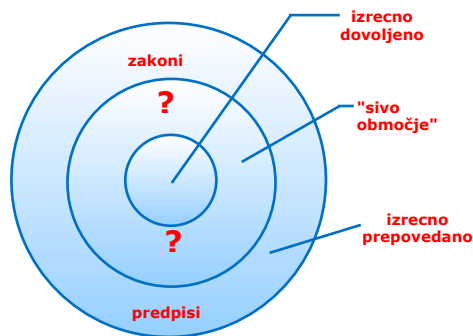 izrecno
dovoljeno
zakoni
?
"sivo
območje"
izrecno
prepovedano
?
predpisi